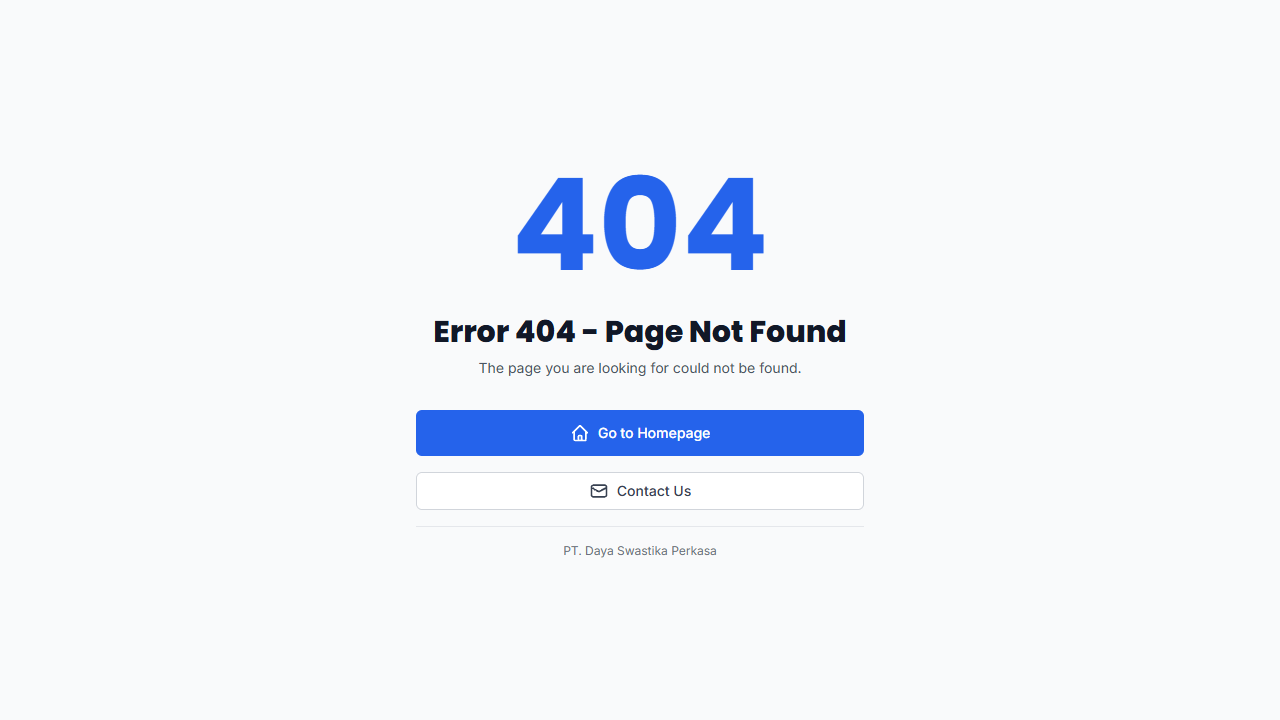 404
Error 404 - Page Not Found
The page you are looking for could not be found.
Go to Homepage
Contact Us
PT. Daya Swastika Perkasa